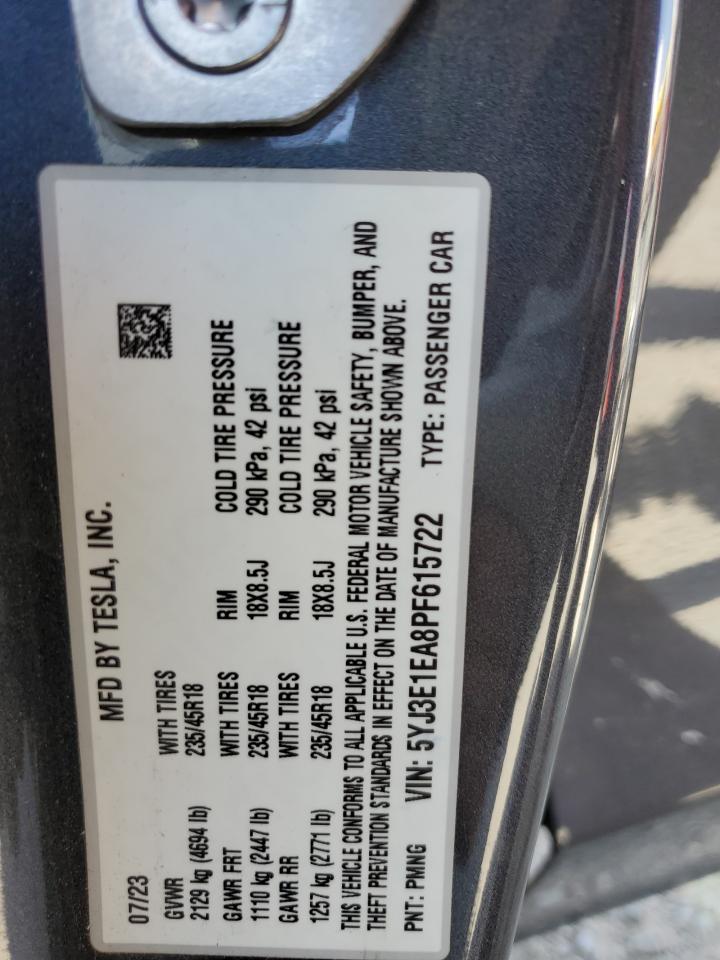 MFD BY TESLA, INC.
07/23
GVWR WITH TIRES
2129 kg (4694 lb) 235/45R18
GAWR FRT WITH TIRES RIM COLD TIRE PRESSURE
1110 kg (2447 lb) 235/45R18 18X8.5J 290 kPa, 42 psi
GAWR RR WITH TIRES RIM COLD TIRE PRESSURE
1257 kg (2771 lb) 235/45R18 18X8.5J 290 kPa, 42 psi
THIS VEHICLE CONFORMS TO ALL APPLICABLE U.S. FEDERAL MOTOR VEHICLE SAFETY, BUMPER, AND
THEFT PREVENTION STANDARDS IN EFFECT ON THE DATE OF MANUFACTURE SHOWN ABOVE.
PNT: PMNG VIN: 5YJ3E1EA8PF615722 TYPE: PASSENGER CAR